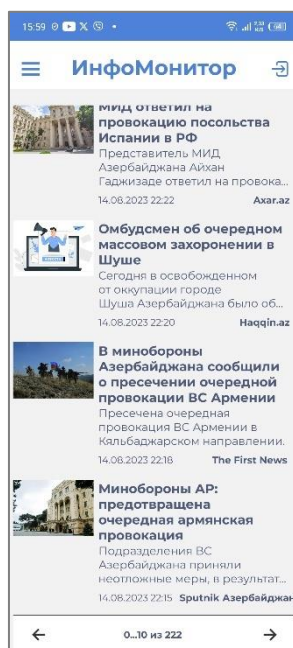 15:59
ИнфоМонитор
МИД ответил на
провокацию посольства
Испании в РФ
Представитель МИД
Азербайджана Айхан
Гаджизаде ответил на провока...
14.08.2023 22:22 Axar.az
Омбудсмен об очередном
массовом захоронении в
Шуше
Сегодня в освобожденном
от оккупации городе
Шуша Азербайджана было об...
14.08.2023 22:20 Haqqin.az
В минобороны
Азербайджана сообщили
о пресечении очередной
провокации ВС Армении
Пресечена очередная
провокация ВС Армении в
Кяльбаджарском направлении.
14.08.2023 22:18 The First News
Минобороны АР:
предотвращена
очередная армянская
провокация
Подразделения ВС
Азербайджана приняли
неотложные меры, в результат...
14.08.2023 22:15 Sputnik Азербайджан
0...10 из 222